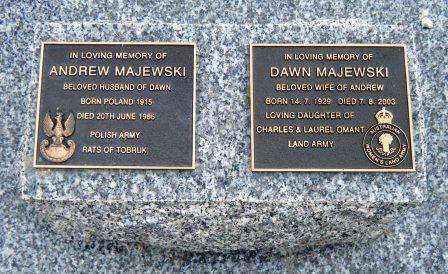 IN LOVING MEMORY OF
ANDREW MAJEWSKI
BELOVED HUSBAND OF DAWN
BORN POLAND 1915
DIED 20TH JUNE 1986
POLISH ARMY
RATS OF TOBRUK
IN LOVING MEMORY OF
DAWN MAJEWSKI
BELOVED WIFE OF ANDREW
BORN 14. 7. 1929 DIED 7. 8. 2003
LOVING DAUGHTER OF
CHARLES & LAUREL OMANT
LAND ARMY
AUSTRALIAN
WOMEN'S LAND ARMY